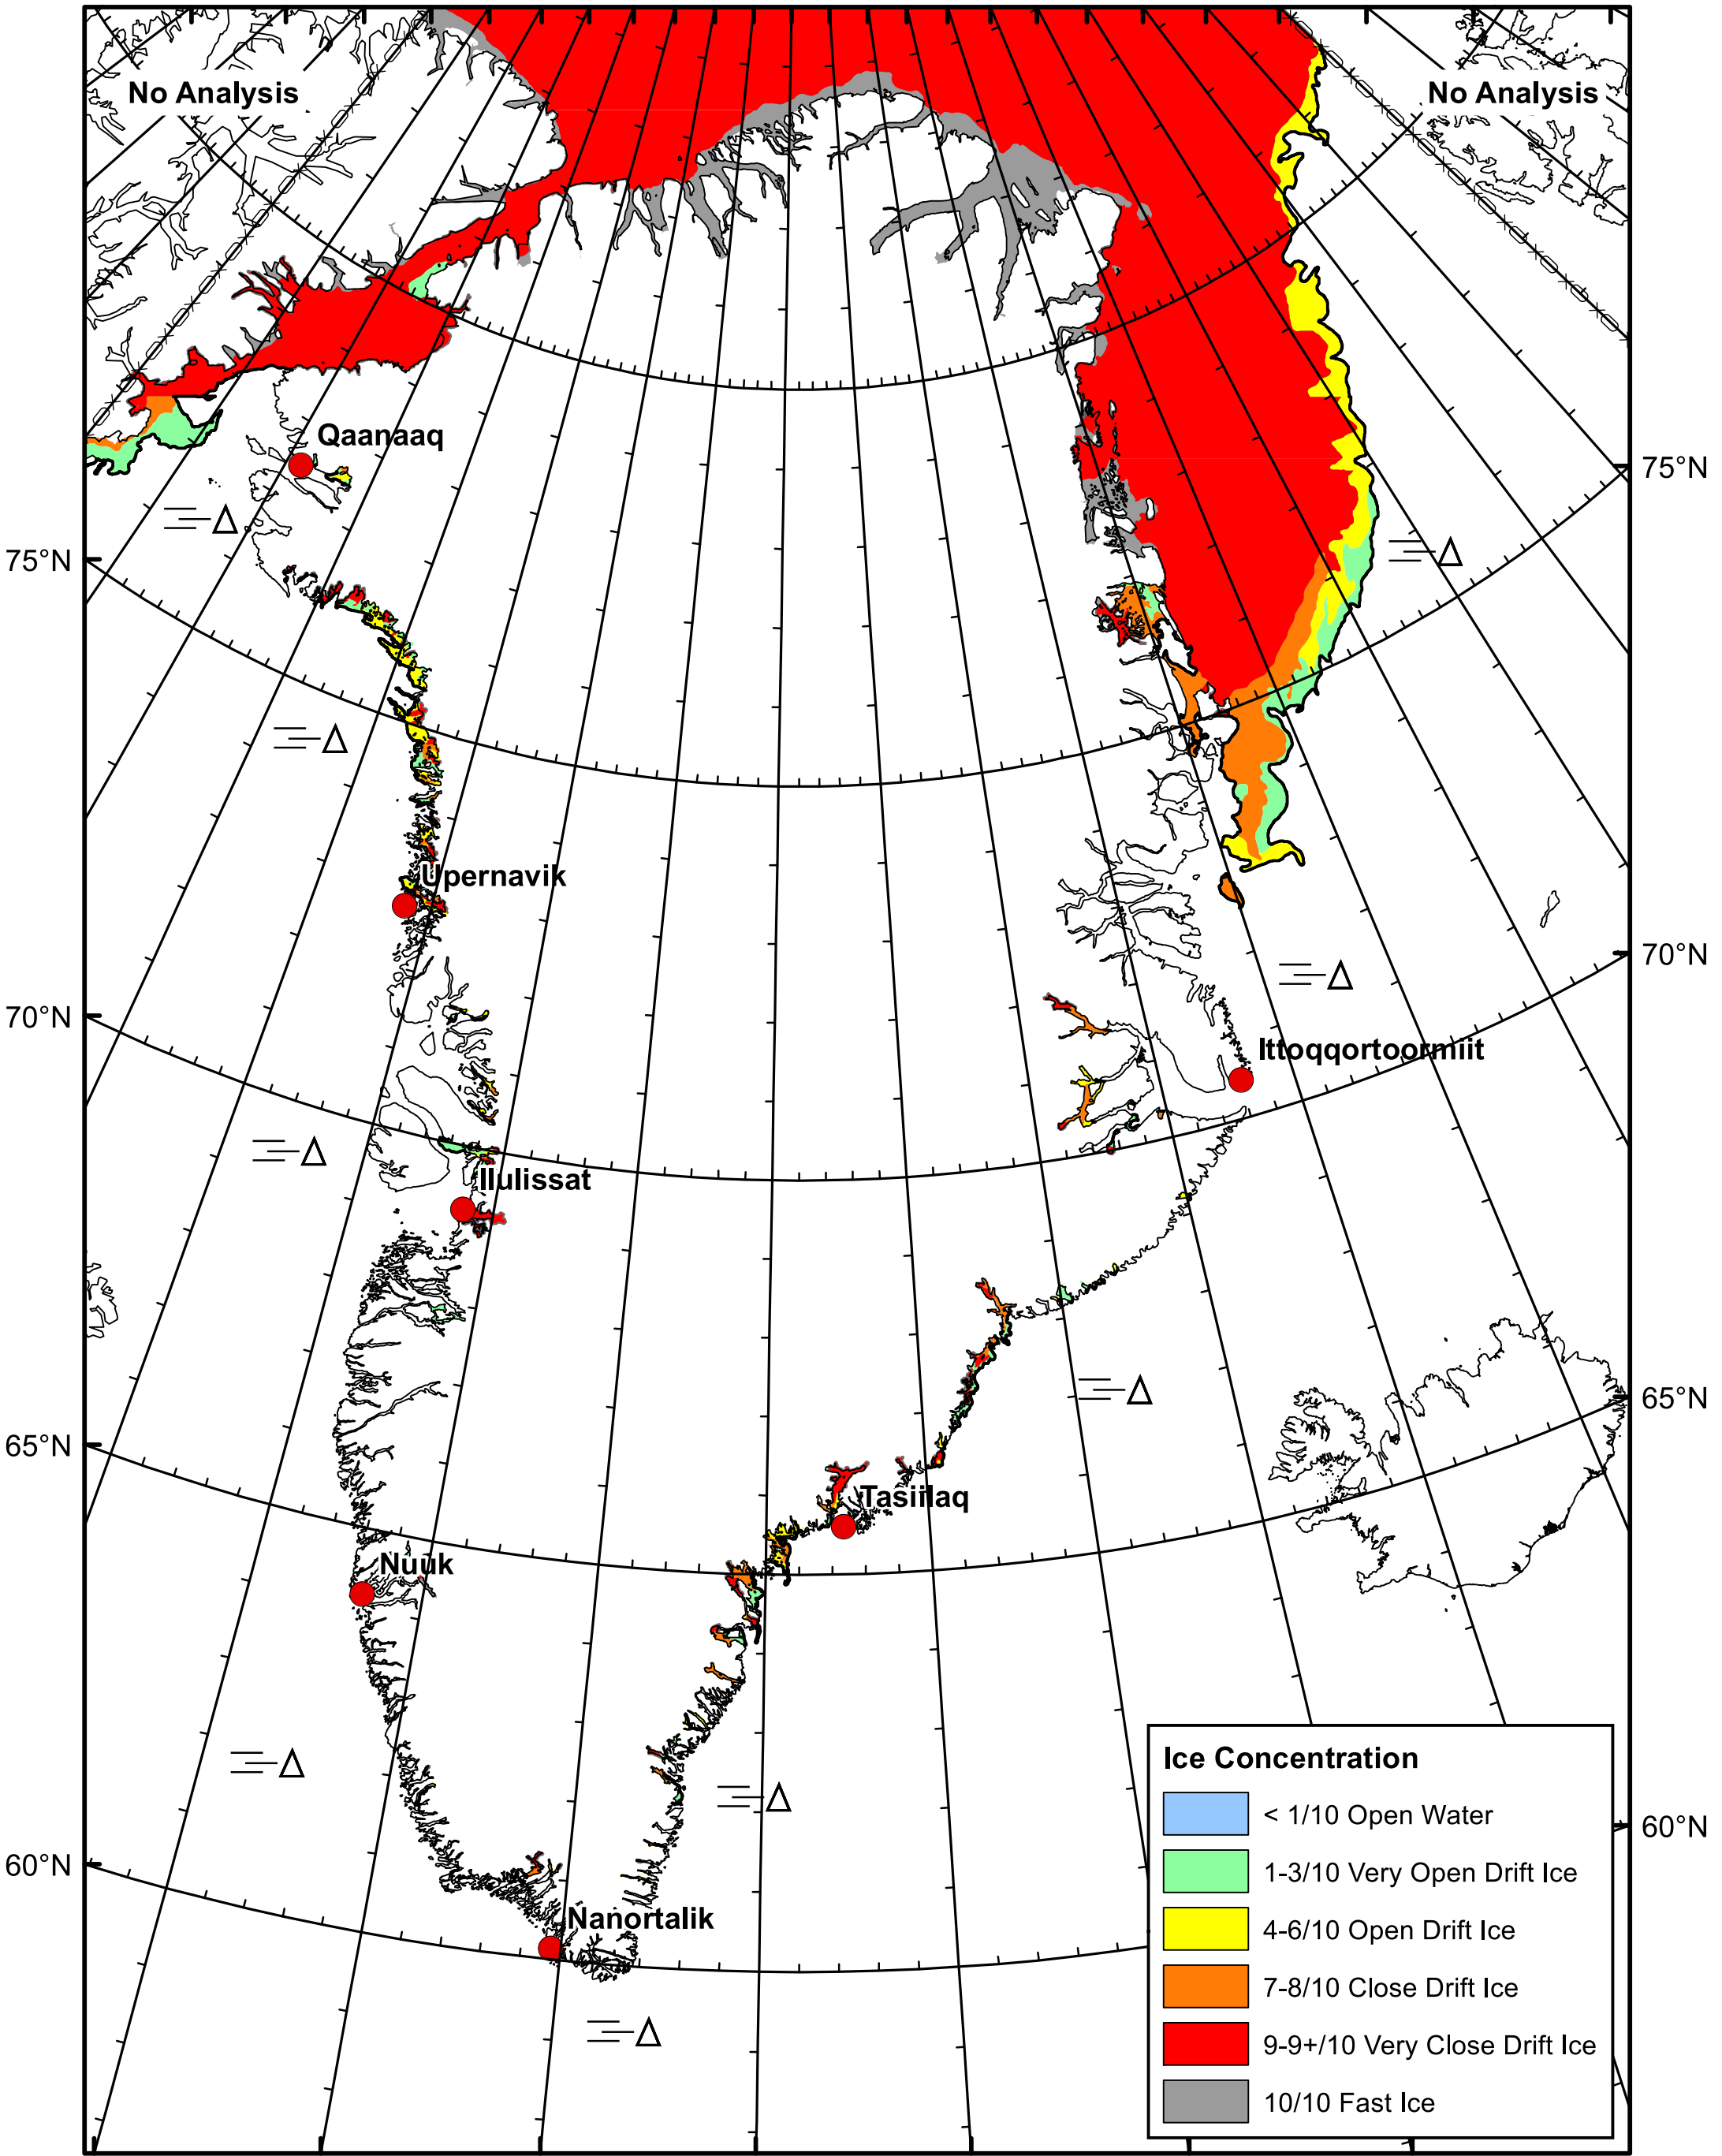 No Analysis
No Analysis
Qaanaaq
75°N
75°N
Upernavik
70°N
70°N
Ittoqqortoormiit
Ilulissat
65°N
65°N
Tasiilaq
Nuuk
60°N
60°N
Nanortalik
Ice Concentration
< 1/10 Open Water
1-3/10 Very Open Drift Ice
4-6/10 Open Drift Ice
7-8/10 Close Drift Ice
9-9+/10 Very Close Drift Ice
10/10 Fast Ice